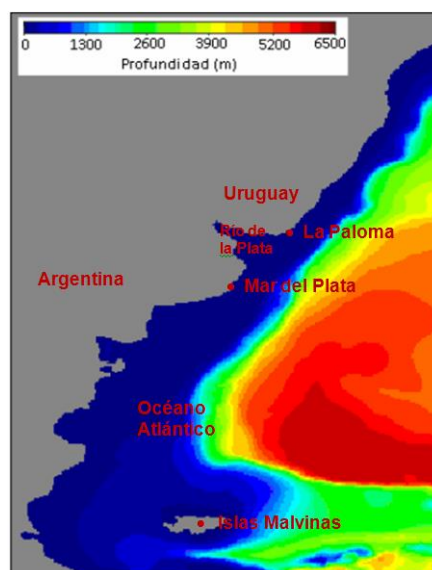 0 1300 2600 3900 5200 6500
Profundidad (m)
Uruguay
Río de
la Plata
La Paloma
Argentina
Mar del Plata
Océano
Atlántico
Islas Malvinas